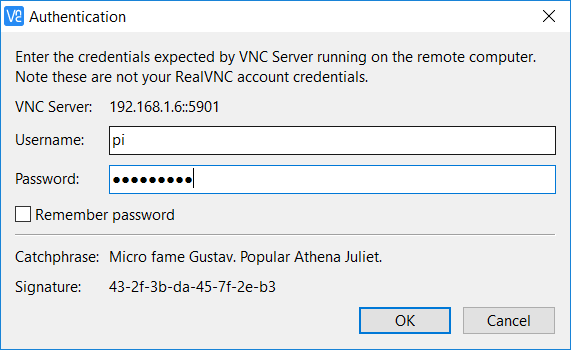 Authentication
Enter the credentials expected by VNC Server running on the remote computer.
Note these are not your RealVNC account credentials.
VNC Server: 192.168.1.6::5901
Username: pi
Password: ●●●●●●●●●
Remember password
Catchphrase: Micro fame Gustav. Popular Athena Juliet.
Signature: 43-2f-3b-da-45-7f-2e-b3
OK Cancel